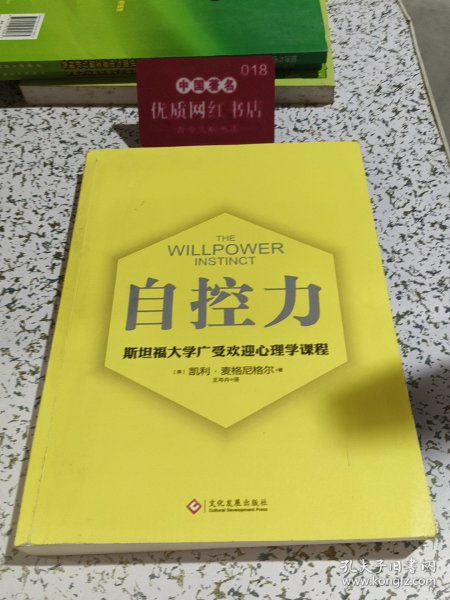 018
中国著名
优质网红书店
THE
WILLPOWER
INSTINCT
自控力
斯坦福大学广受欢迎心理学课程
[美] 凯利·麦格尼格尔 著
王岑卉 译
文化发展出版社
Cultural Development Press
孔夫子旧书网
www.kongfz.com